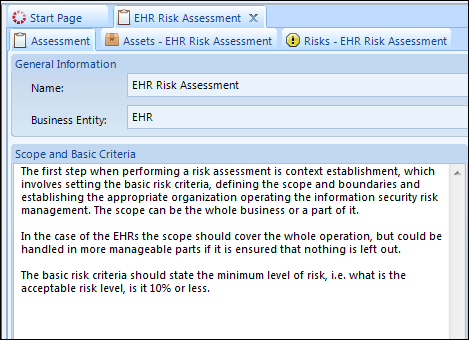 Start Page EHR Risk Assessment
Assessment Assets - EHR Risk Assessment Risks - EHR Risk Assessment
General Information
Name: EHR Risk Assessment
Business Entity: EHR
Scope and Basic Criteria
The first step when performing a risk assessment is context establishment, which
involves setting the basic risk criteria, defining the scope and boundaries and
establishing the appropriate organization operating the information security risk
management. The scope can be the whole business or a part of it.
In the case of the EHRs the scope should cover the whole operation, but could be
handled in more manageable parts if it is ensured that nothing is left out.
The basic risk criteria should state the minimum level of risk, i.e. what is the
acceptable risk level, is it 10% or less.